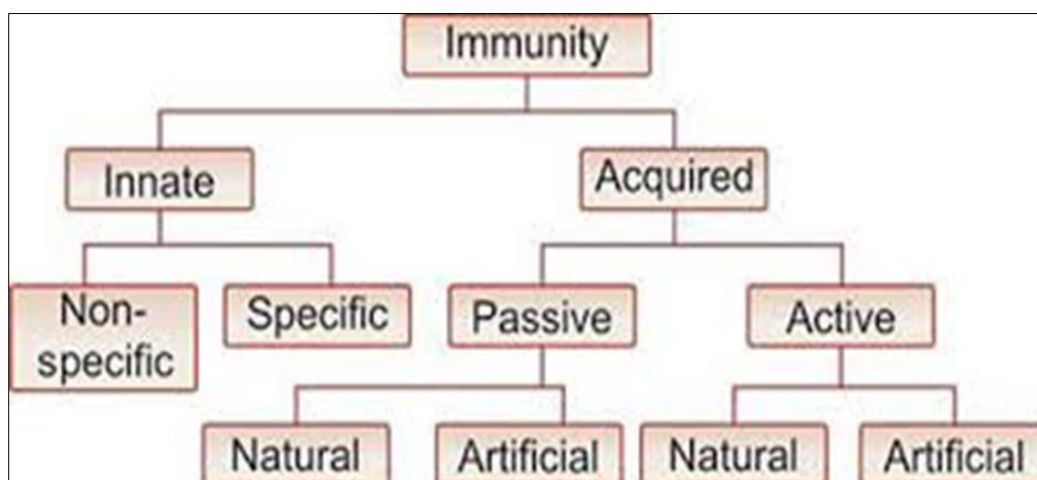 Immunity
Innate
Acquired
Non-
specific
Specific
Passive
Active
Natural
Artificial
Natural
Artificial